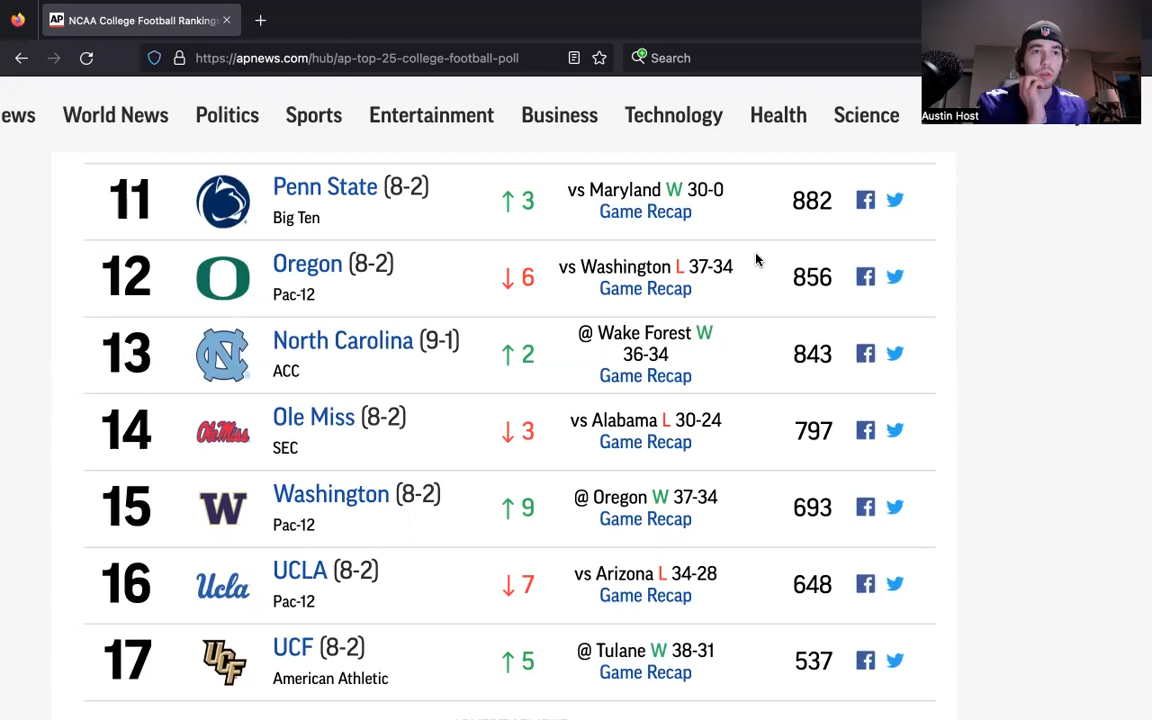 AP NCAA College Football Ranking
https://apnews.com/hub/ap-top-25-college-football-poll
Search
Austin Host
ews World News Politics Sports Entertainment Business Technology Health Science
11 Penn State (8-2) ↑ 3 vs Maryland W 30-0 882
Big Ten Game Recap
12 O Oregon (8-2) ↓ 6 vs Washington L 37-34 856
Pac-12 Game Recap
13 NC North Carolina (9-1) ↑ 2 @ Wake Forest W 843
36-34
ACC Game Recap
14 Ole Miss Ole Miss (8-2) ↓ 3 vs Alabama L 30-24 797
SEC Game Recap
15 W Washington (8-2) ↑ 9 @ Oregon W 37-34 693
Pac-12 Game Recap
16 Ucla UCLA (8-2) ↓ 7 vs Arizona L 34-28 648
Pac-12 Game Recap
17 UCF UCF (8-2) ↑ 5 @ Tulane W 38-31 537
American Athletic Game Recap